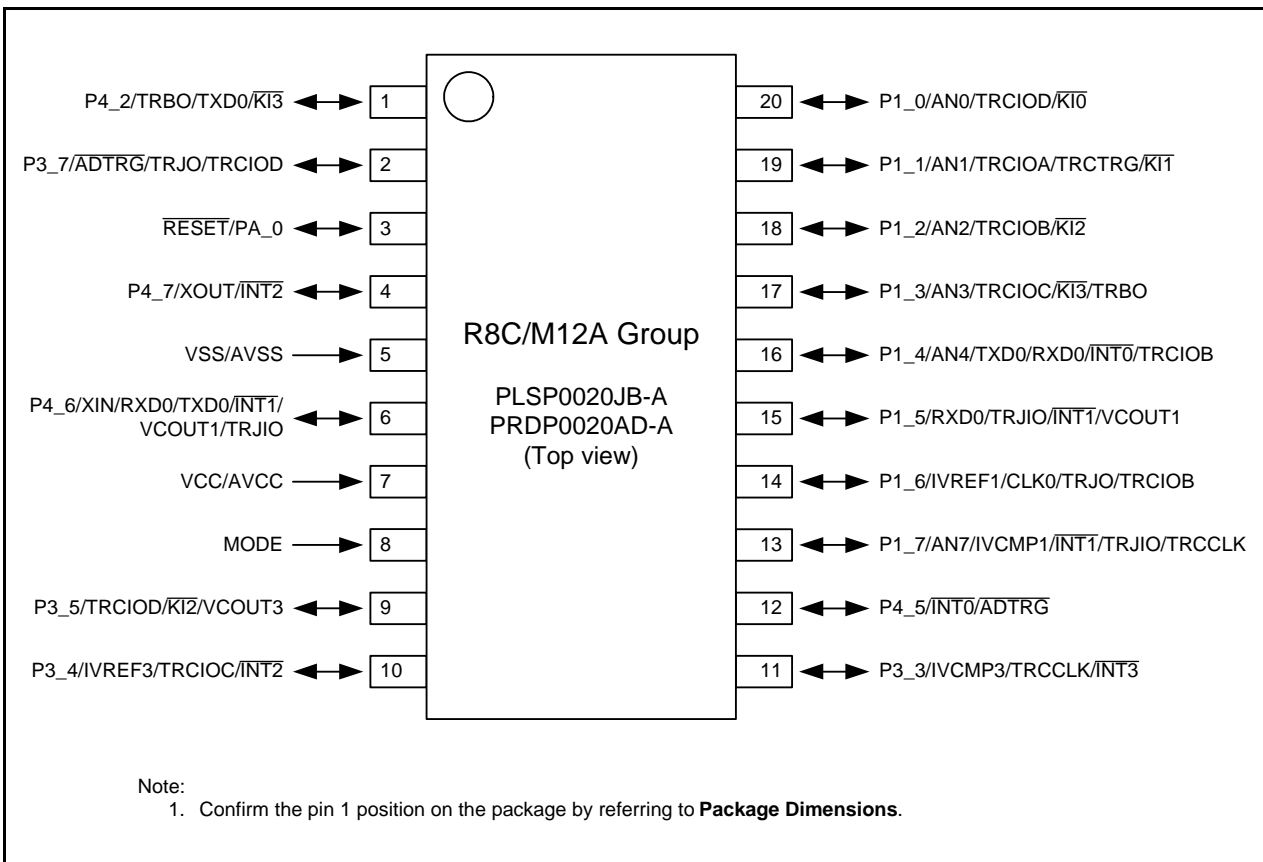 P4_2/TRBO/TXD0/KI3
1
P3_7/ADTRG/TRJO/TRCIOD
2
RESET/PA_0
3
P4_7/XOUT/INT2
4
VSS/AVSS
5
P4_6/XIN/RXD0/TXD0/INT1/
VCOUT1/TRJIO
6
VCC/AVCC
7
MODE
8
P3_5/TRCIOD/KI2/VCOUT3
9
P3_4/IVREF3/TRCIOC/INT2
10
R8C/M12A Group
PLSP0020JB-A
PRDP0020AD-A
(Top view)
20
P1_0/AN0/TRCIOD/KI0
19
P1_1/AN1/TRCIOA/TRCTRG/KI1
18
P1_2/AN2/TRCIOB/KI2
17
P1_3/AN3/TRCIOC/KI3/TRBO
16
P1_4/AN4/TXD0/RXD0/INT0/TRCIOB
15
P1_5/RXD0/TRJIO/INT1/VCOUT1
14
P1_6/IVREF1/CLK0/TRJO/TRCIOB
13
P1_7/AN7/IVCMP1/INT1/TRJIO/TRCCLK
12
P4_5/INT0/ADTRG
11
P3_3/IVCMP3/TRCCLK/INT3
Note:
1. Confirm the pin 1 position on the package by referring to Package Dimensions.